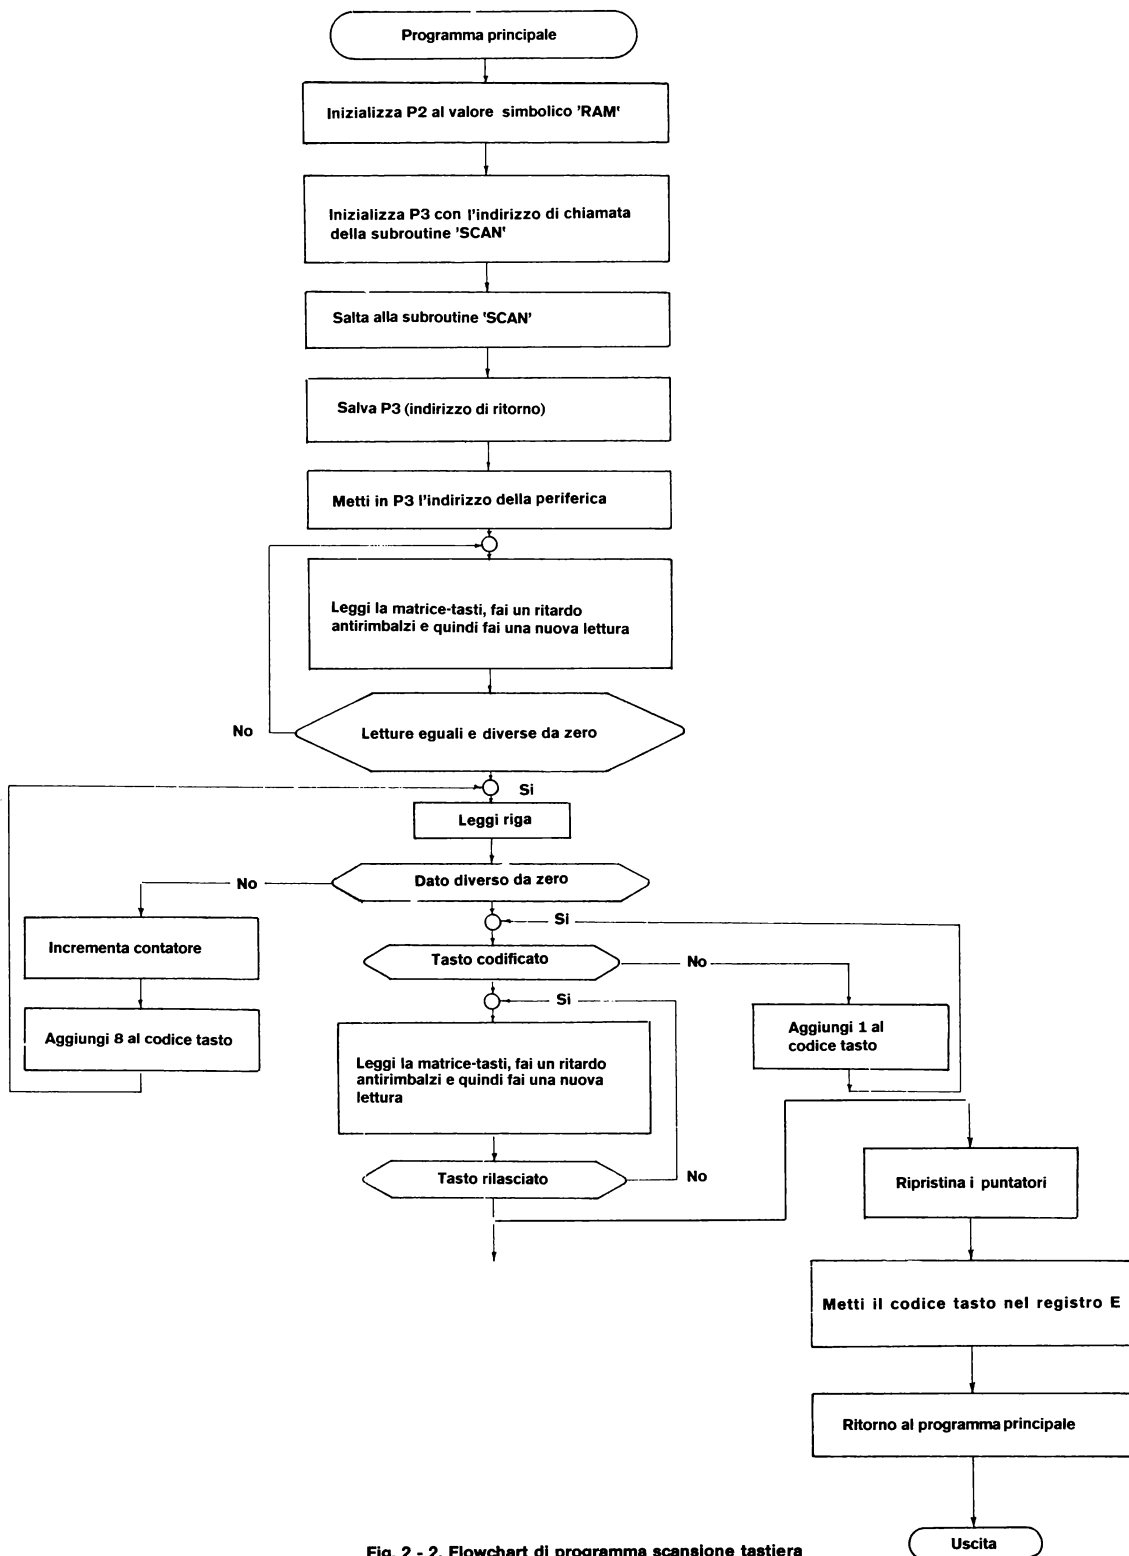 Programma principale
Inizializza P2 al valore simbolico 'RAM'
Inizializza P3 con l'indirizzo di chiamata
della subroutine 'SCAN'
Salta alla subroutine 'SCAN'
Salva P3 (indirizzo di ritorno)
Metti in P3 l'indirizzo della periferica
Leggi la matrice-tasti, fai un ritardo
antirimbalzi e quindi fai una nuova lettura
No
Letture eguali e diverse da zero
Si
Leggi riga
No
Dato diverso da zero
Si
Incrementa contatore
Tasto codificato
No
Si
Aggiungi 8 al codice tasto
Aggiungi 1 al
codice tasto
Leggi la matrice-tasti, fai un ritardo
antirimbalzi e quindi fai una nuova
lettura
Tasto rilasciato
No
Ripristina i puntatori
Metti il codice tasto nel registro E
Ritorno al programma principale
Uscita
Fig. 2 - 2. Flowchart di programma scansione tastiera